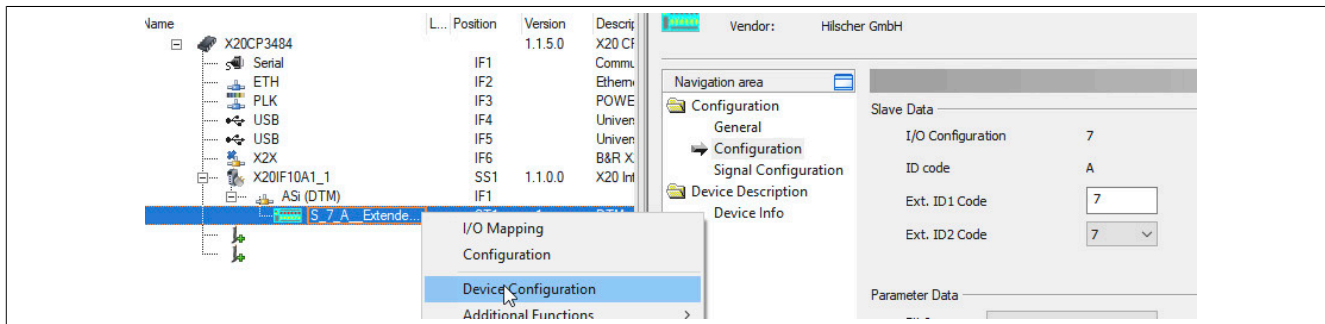 Name L... Position Version Descrip
X20CP3484 1.1.5.0 X20 CF
Serial IF1 Commu
ETH IF2 Etherne
PLK IF3 POWE
USB IF4 Univers
USB IF5 Univers
X2X IF6 B&R X
X20IF10A1_1 SS1 1.1.0.0 X20 Int
ASi (DTM) IF1
S_7_A__Extende...
I/O Mapping
Configuration
Device Configuration
Additional Functions >
Vendor: Hilscher GmbH
Navigation area
Configuration
General
Configuration
Signal Configuration
Device Description
Device Info
Slave Data
I/O Configuration 7
ID code A
Ext. ID1 Code 7
Ext. ID2 Code 7
Parameter Data